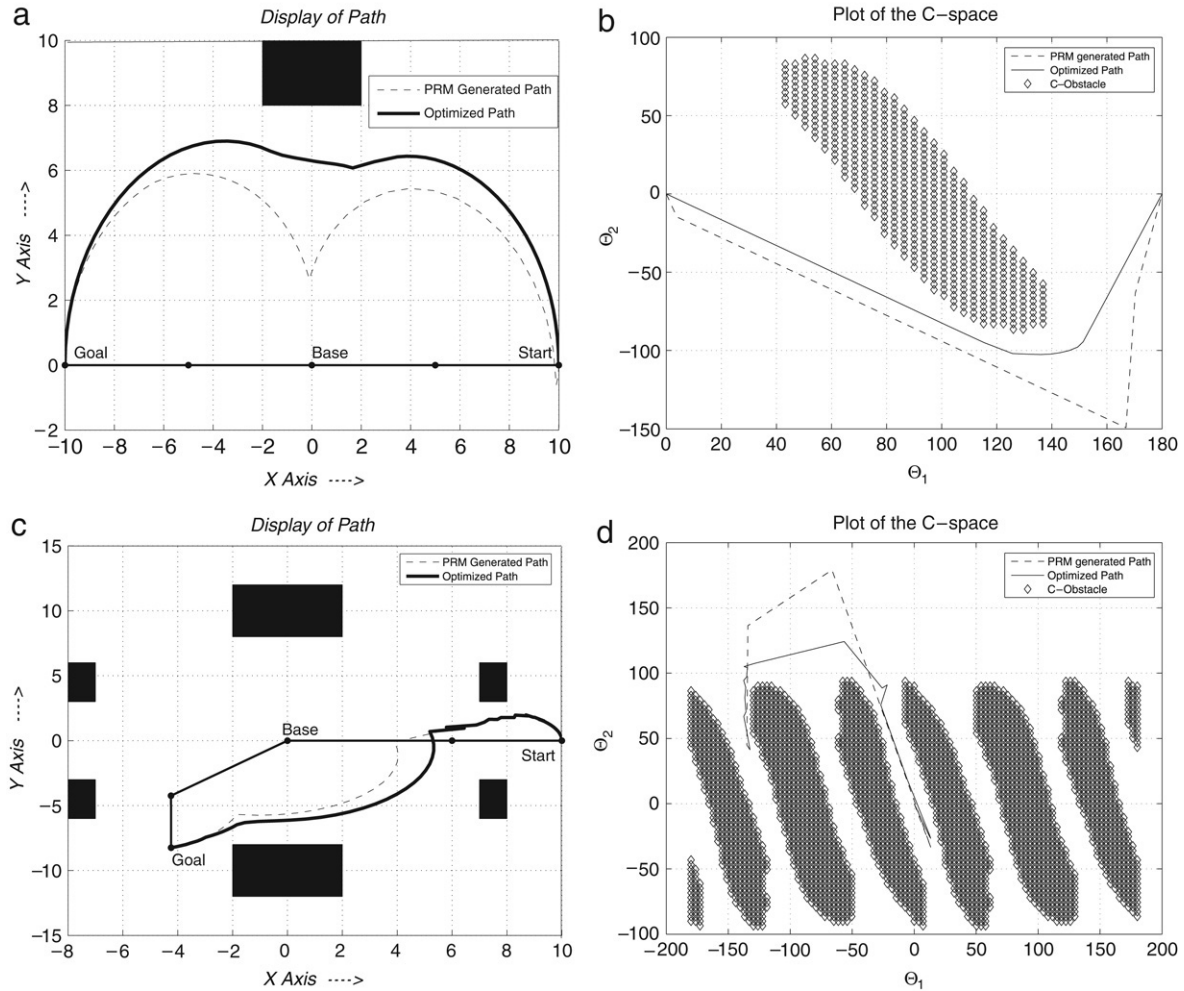 a
Display of Path
10
8
6
4
2
0
−2
Y Axis ---->
PRM Generated Path
Optimized Path
Goal
Base
Start
−10 −8 −6 −4 −2 0 2 4 6 8 10
X Axis ---->
b
Plot of the C−space
100
50
0
−50
−100
−150
Θ2
PRM generated Path
Optimized Path
C−Obstacle
0 20 40 60 80 100 120 140 160 180
Θ1
c
Display of Path
15
10
5
0
−5
−10
−15
Y Axis ---->
PRM Generated Path
Optimized Path
Base
Start
Goal
−8 −6 −4 −2 0 2 4 6 8 10
X Axis ---->
d
Plot of the C−space
200
150
100
50
0
−50
−100
Θ2
PRM generated Path
Optimized Path
C−Obstacle
−200 −150 −100 −50 0 50 100 150 200
Θ1